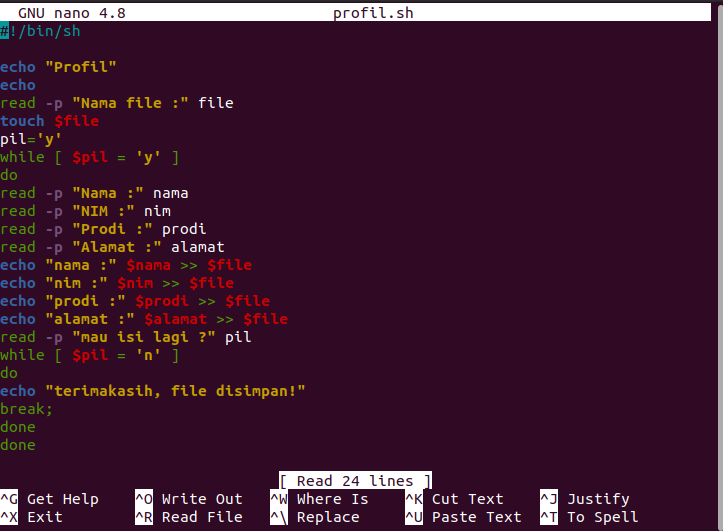 GNU nano 4.8 profil.sh
#!/bin/sh
echo "Profil"
echo
read -p "Nama file :" file
touch $file
pil='y'
while [ $pil = 'y' ]
do
read -p "Nama :" nama
read -p "NIM :" nim
read -p "Prodi :" prodi
read -p "Alamat :" alamat
echo "nama :" $nama >> $file
echo "nim :" $nim >> $file
echo "prodi :" $prodi >> $file
echo "alamat :" $alamat >> $file
read -p "mau isi lagi ?" pil
while [ $pil = 'n' ]
do
echo "terimakasih, file disimpan!"
break;
done
done
[ Read 24 lines ]
^G Get Help ^O Write Out ^W Where Is ^K Cut Text ^J Justify
^X Exit ^R Read File ^\ Replace ^U Paste Text ^T To Spell